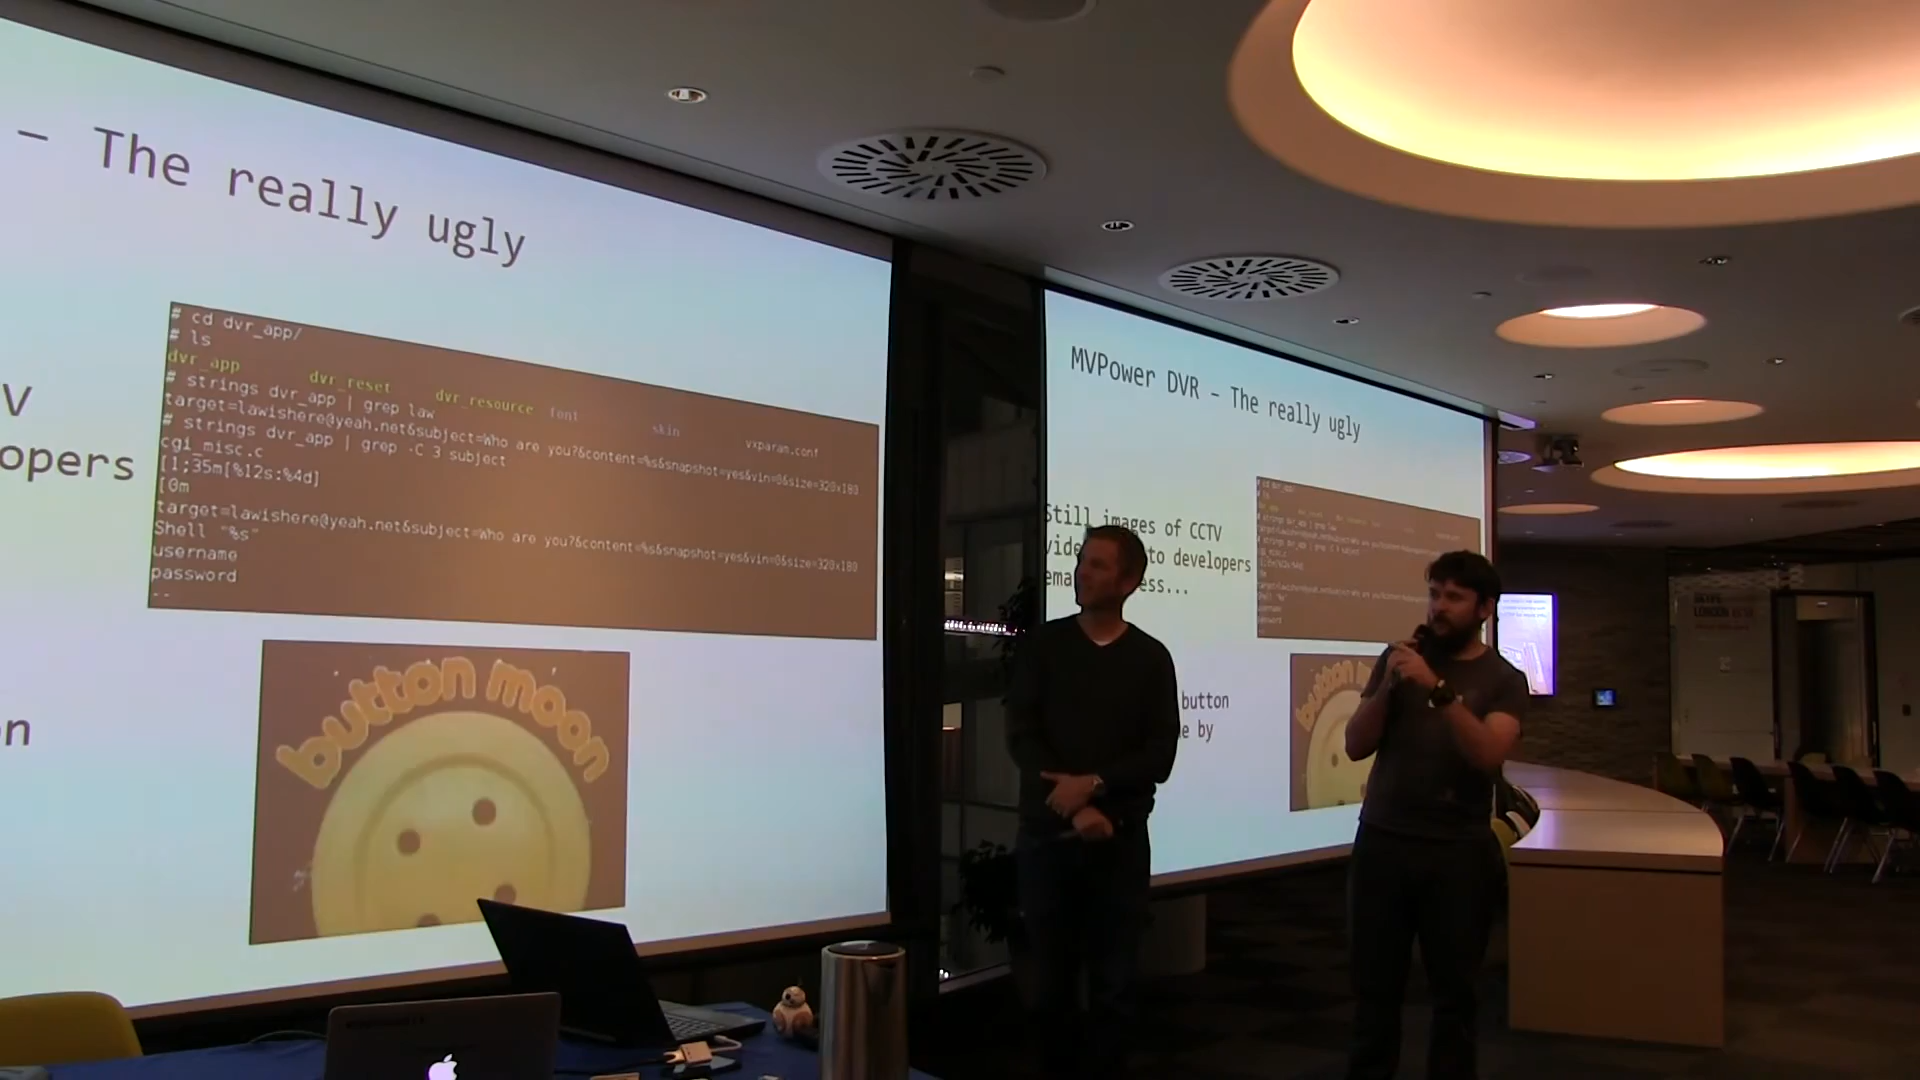 – The really ugly
# cd dvr_app/
# ls
dvr_app dvr_reset dvr_resource font skin vxparam.conf
# strings dvr_app | grep law
target=lawishere@yeah.net&subject=Who are you?&content=%s&snapshot=yes&vin=0&size=320x180
# strings dvr_app | grep -C 3 subject
cgi_misc.c
[1;35m[%12s:%4d]
[0m
target=lawishere@yeah.net&subject=Who are you?&content=%s&snapshot=yes&vin=0&size=320x180
Shell "%s"
username
password
--
V
opers
on
button moon
MVPower DVR – The really ugly
Still images of CCTV
to developers
button
by